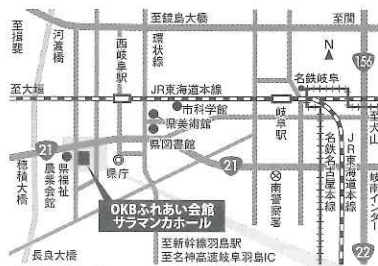 至鏡島大橋
至関
至揖斐
河渡橋
西岐阜駅
環状線
N
156
名鉄岐阜
至大垣
JR東海道本線
市科学館
県美術館
県図書館
岐阜駅
至犬山
21
穂積大橋
農業会館
県福祉
県庁
21
南警察署
名鉄名古屋本線
JR東海道本線
岐南インター
OKBふれあい会館
サラマンカホール
長良大橋
至新幹線羽島駅
至名神高速岐阜羽島IC
22